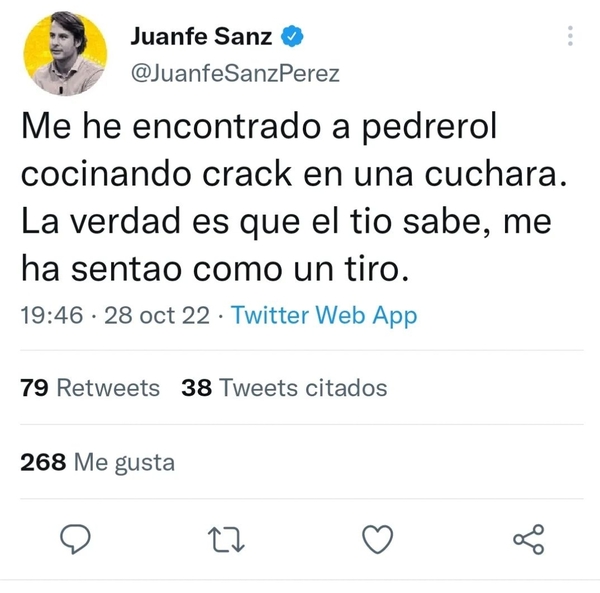 Juanfe Sanz
@JuanfeSanzPerez
Me he encontrado a pedrerol
cocinando crack en una cuchara.
La verdad es que el tio sabe, me
ha sentao como un tiro.
19:46 · 28 oct 22 · Twitter Web App
79 Retweets 38 Tweets citados
268 Me gusta